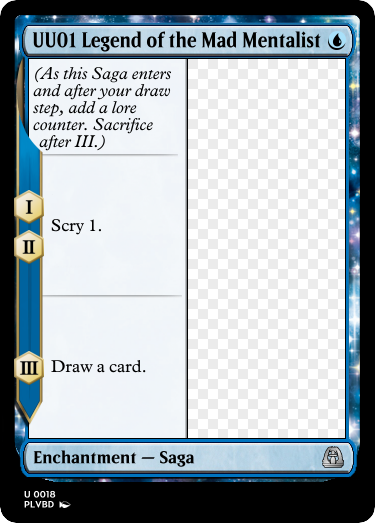 UU01 Legend of the Mad Mentalist
(As this Saga enters
and after your draw
step, add a lore
counter. Sacrifice
after III.)
I
Scry 1.
II
III
Draw a card.
Enchantment — Saga
U 0018
PLVBD